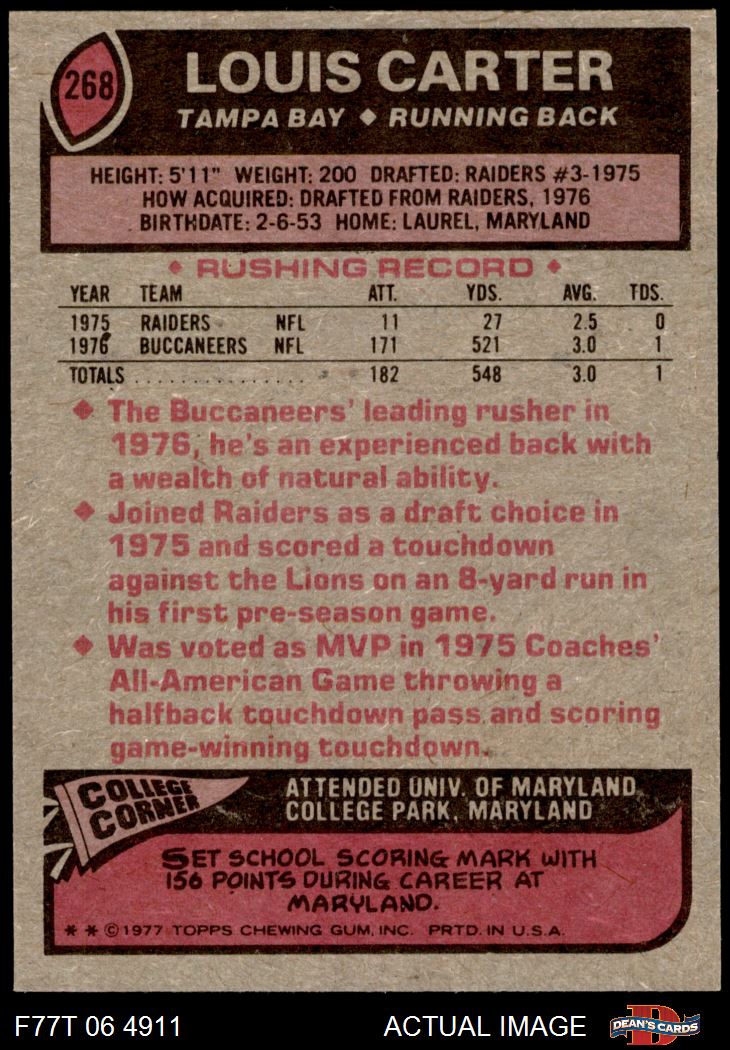 268
LOUIS CARTER
TAMPA BAY ◆ RUNNING BACK
HEIGHT: 5'11" WEIGHT: 200 DRAFTED: RAIDERS #3-1975
HOW ACQUIRED: DRAFTED FROM RAIDERS, 1976
BIRTHDATE: 2-6-53 HOME: LAUREL, MARYLAND
◆ RUSHING RECORD ◆
YEAR TEAM ATT. YDS. AVG. TDS.
1975 RAIDERS NFL 11 27 2.5 0
1976 BUCCANEERS NFL 171 521 3.0 1
TOTALS . . . . . . . . . . . . . . . . 182 548 3.0 1
◆ The Buccaneers' leading rusher in
1976, he's an experienced back with
a wealth of natural ability.
◆ Joined Raiders as a draft choice in
1975 and scored a touchdown
against the Lions on an 8-yard run in
his first pre-season game.
◆ Was voted as MVP in 1975 Coaches'
All-American Game throwing a
halfback touchdown pass and scoring
game-winning touchdown.
COLLEGE
CORNER
ATTENDED UNIV. OF MARYLAND
COLLEGE PARK, MARYLAND
SET SCHOOL SCORING MARK WITH
156 POINTS DURING CAREER AT
MARYLAND.
* * © 1977 TOPPS CHEWING GUM, INC. PRTD. IN U.S.A.
F77T 06 4911 ACTUAL IMAGE D DEAN'S CARDS